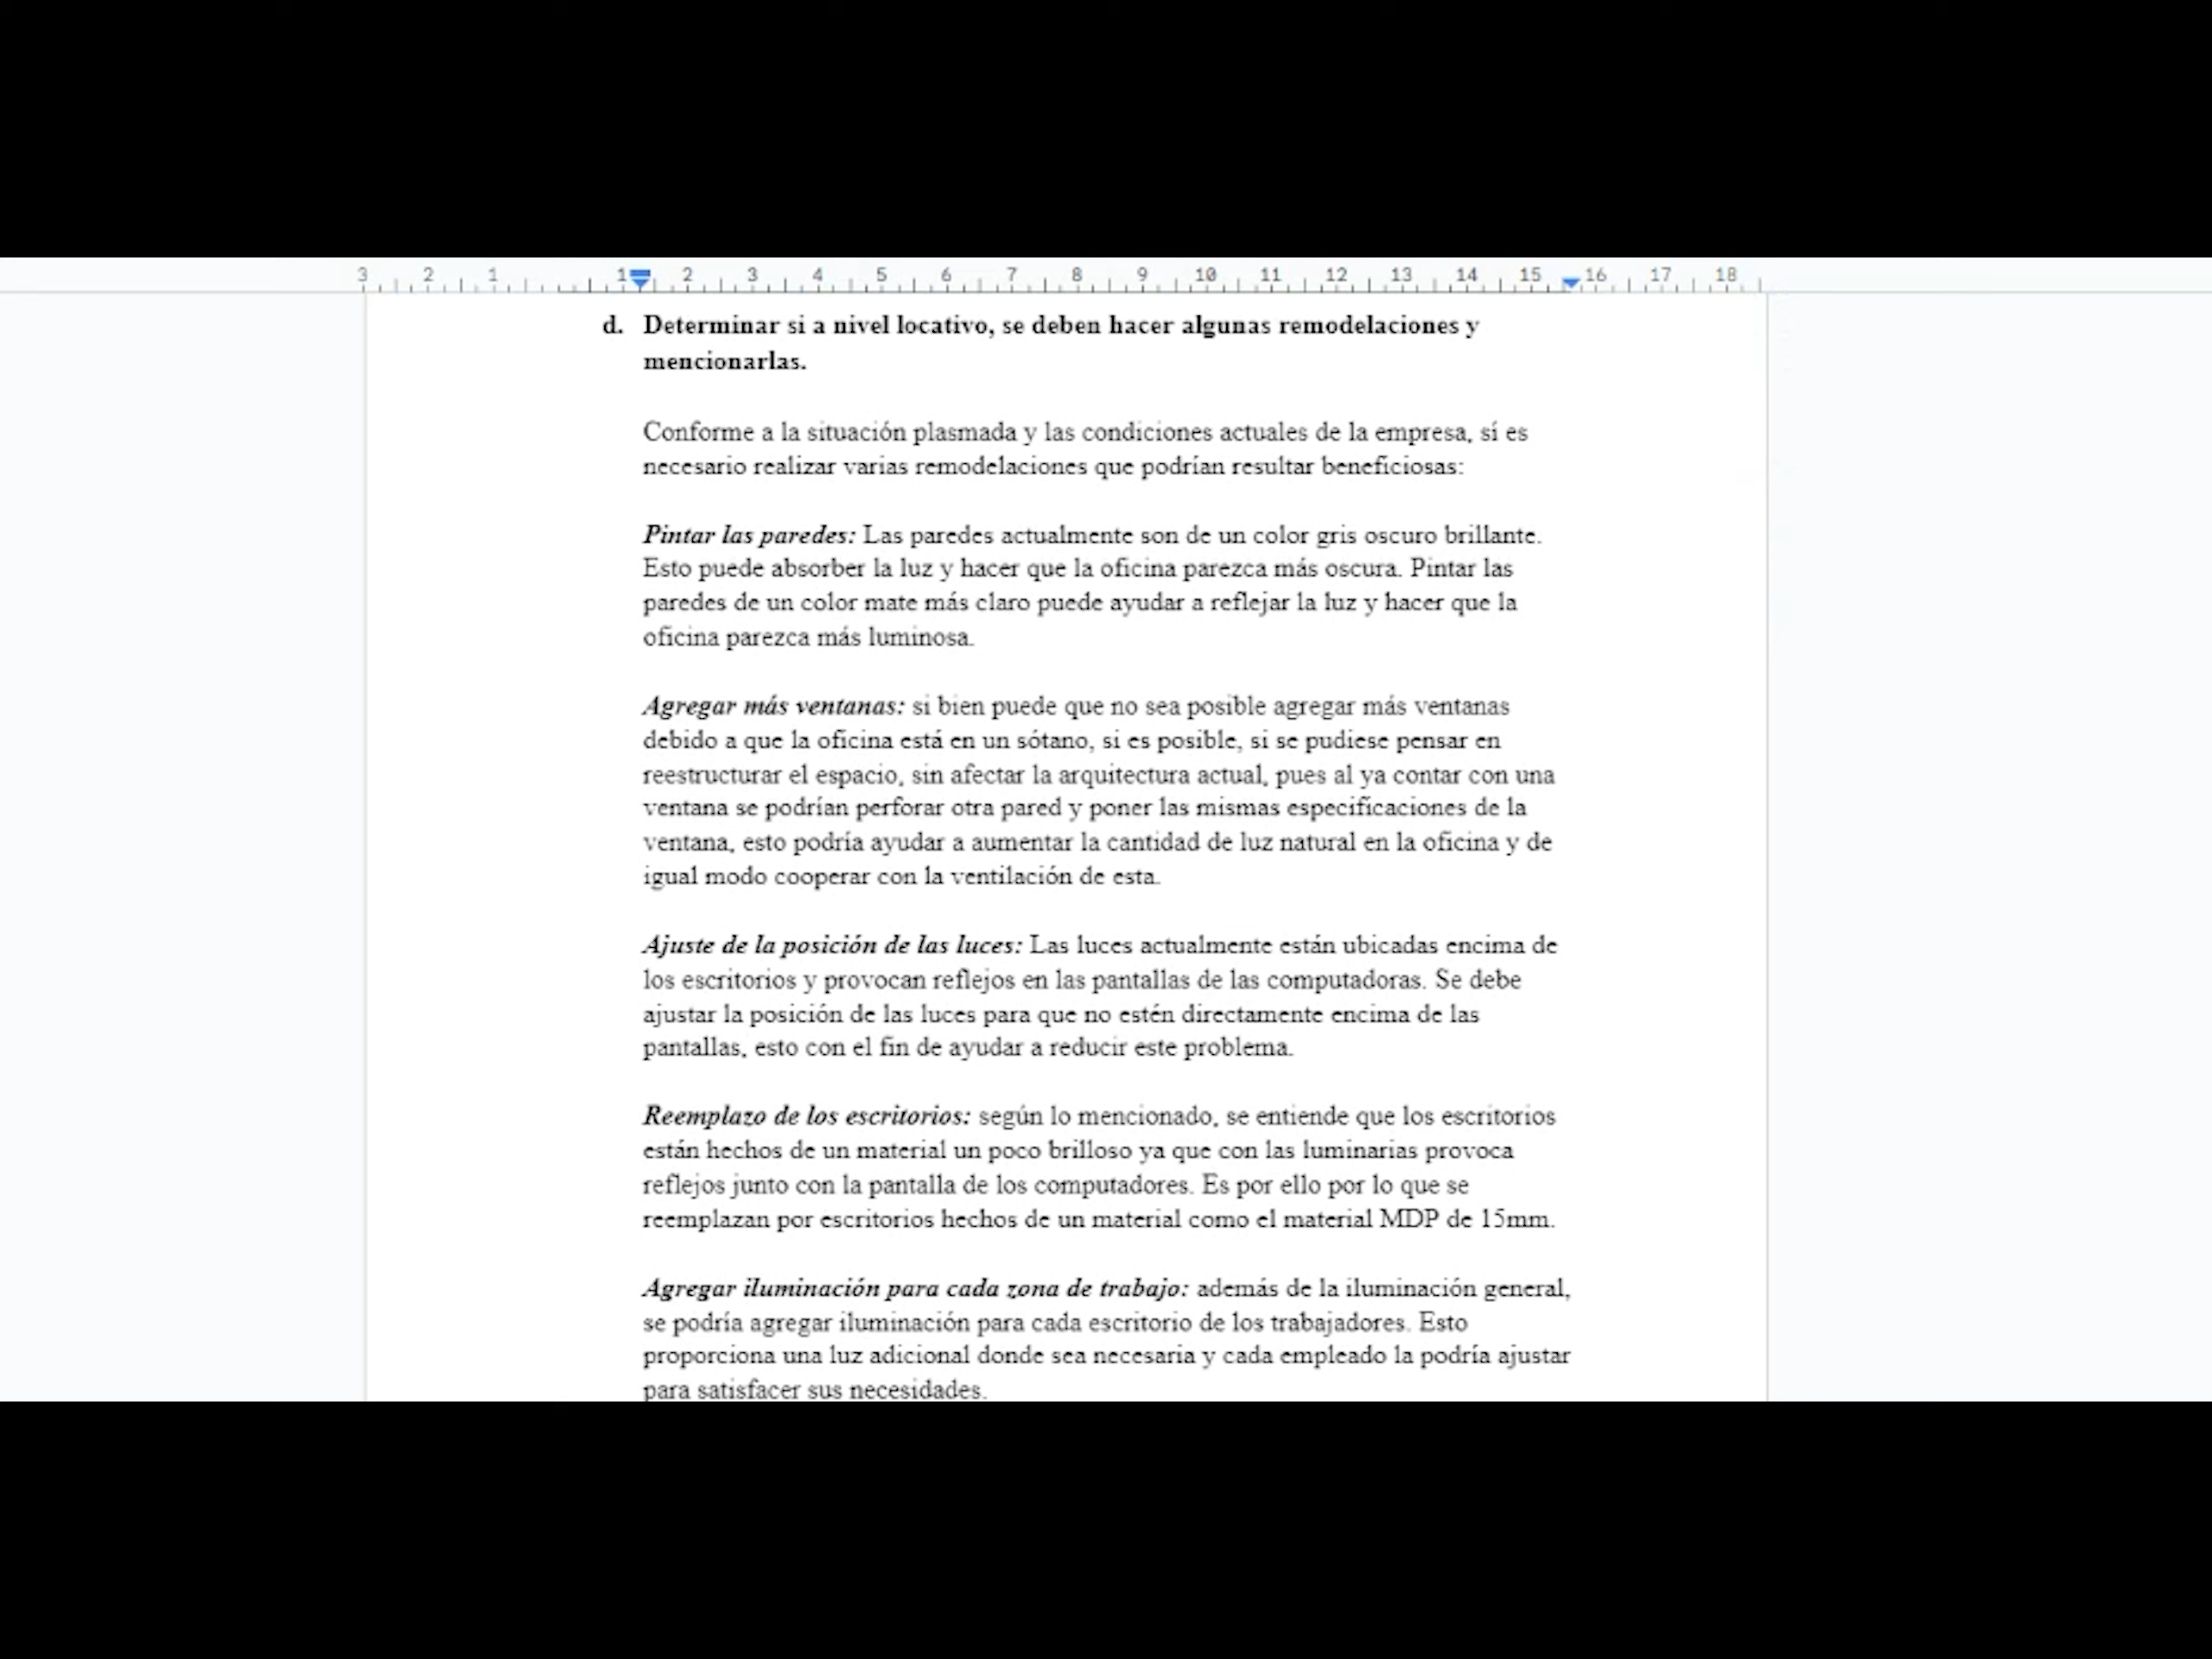 3 2 1 1 2 3 4 5 6 7 8 9 10 11 12 13 14 15 16 17 18
d. Determinar si a nivel locativo, se deben hacer algunas remodelaciones y
mencionarlas.
Conforme a la situación plasmada y las condiciones actuales de la empresa, sí es
necesario realizar varias remodelaciones que podrían resultar beneficiosas:
Pintar las paredes: Las paredes actualmente son de un color gris oscuro brillante.
Esto puede absorber la luz y hacer que la oficina parezca más oscura. Pintar las
paredes de un color mate más claro puede ayudar a reflejar la luz y hacer que la
oficina parezca más luminosa.
Agregar más ventanas: si bien puede que no sea posible agregar más ventanas
debido a que la oficina está en un sótano, si es posible, si se pudiese pensar en
reestructurar el espacio, sin afectar la arquitectura actual, pues al ya contar con una
ventana se podrían perforar otra pared y poner las mismas especificaciones de la
ventana, esto podría ayudar a aumentar la cantidad de luz natural en la oficina y de
igual modo cooperar con la ventilación de esta.
Ajuste de la posición de las luces: Las luces actualmente están ubicadas encima de
los escritorios y provocan reflejos en las pantallas de las computadoras. Se debe
ajustar la posición de las luces para que no estén directamente encima de las
pantallas, esto con el fin de ayudar a reducir este problema.
Reemplazo de los escritorios: según lo mencionado, se entiende que los escritorios
están hechos de un material un poco brilloso ya que con las luminarias provoca
reflejos junto con la pantalla de los computadores. Es por ello por lo que se
reemplazan por escritorios hechos de un material como el material MDP de 15mm.
Agregar iluminación para cada zona de trabajo: además de la iluminación general,
se podría agregar iluminación para cada escritorio de los trabajadores. Esto
proporciona una luz adicional donde sea necesaria y cada empleado la podría ajustar
para satisfacer sus necesidades.